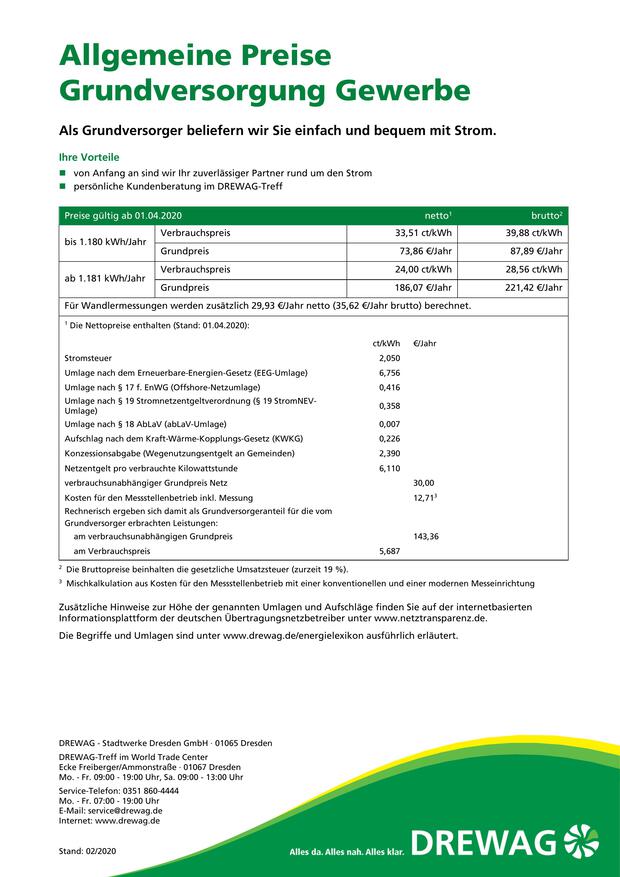 Allgemeine Preise
Grundversorgung Gewerbe
Als Grundversorger beliefern wir Sie einfach und bequem mit Strom.
Ihre Vorteile
■ von Anfang an sind wir Ihr zuverlässiger Partner rund um den Strom
■ persönliche Kundenberatung im DREWAG-Treff
Preise gültig ab 01.04.2020 netto¹ brutto²
bis 1.180 kWh/Jahr Verbrauchspreis 33,51 ct/kWh 39,88 ct/kWh
Grundpreis 73,86 €/Jahr 87,89 €/Jahr
ab 1.181 kWh/Jahr Verbrauchspreis 24,00 ct/kWh 28,56 ct/kWh
Grundpreis 186,07 €/Jahr 221,42 €/Jahr
Für Wandlermessungen werden zusätzlich 29,93 €/Jahr netto (35,62 €/Jahr brutto) berechnet.
¹ Die Nettopreise enthalten (Stand: 01.04.2020):
ct/kWh €/Jahr
Stromsteuer 2,050
Umlage nach dem Erneuerbare-Energien-Gesetz (EEG-Umlage) 6,756
Umlage nach § 17 f. EnWG (Offshore-Netzumlage) 0,416
Umlage nach § 19 Stromnetzentgeltverordnung (§ 19 StromNEV-
Umlage) 0,358
Umlage nach § 18 AbLaV (abLaV-Umlage) 0,007
Aufschlag nach dem Kraft-Wärme-Kopplungs-Gesetz (KWKG) 0,226
Konzessionsabgabe (Wegenutzungsentgelt an Gemeinden) 2,390
Netzentgelt pro verbrauchte Kilowattstunde 6,110
verbrauchsunabhängiger Grundpreis Netz 30,00
Kosten für den Messstellenbetrieb inkl. Messung 12,71³
Rechnerisch ergeben sich damit als Grundversorgeranteil für die vom
Grundversorger erbrachten Leistungen:
am verbrauchsunabhängigen Grundpreis 143,36
am Verbrauchspreis 5,687
² Die Bruttopreise beinhalten die gesetzliche Umsatzsteuer (zurzeit 19 %).
³ Mischkalkulation aus Kosten für den Messstellenbetrieb mit einer konventionellen und einer modernen Messeinrichtung
Zusätzliche Hinweise zur Höhe der genannten Umlagen und Aufschläge finden Sie auf der internetbasierten
Informationsplattform der deutschen Übertragungsnetzbetreiber unter www.netztransparenz.de.
Die Begriffe und Umlagen sind unter www.drewag.de/energielexikon ausführlich erläutert.
DREWAG - Stadtwerke Dresden GmbH · 01065 Dresden
DREWAG-Treff im World Trade Center
Ecke Freiberger/Ammonstraße · 01067 Dresden
Mo. - Fr. 09:00 - 19:00 Uhr, Sa. 09:00 - 13:00 Uhr
Service-Telefon: 0351 860-4444
Mo. - Fr. 07:00 - 19:00 Uhr
E-Mail: service@drewag.de
Internet: www.drewag.de
Stand: 02/2020
Alles da. Alles nah. Alles klar. DREWAG